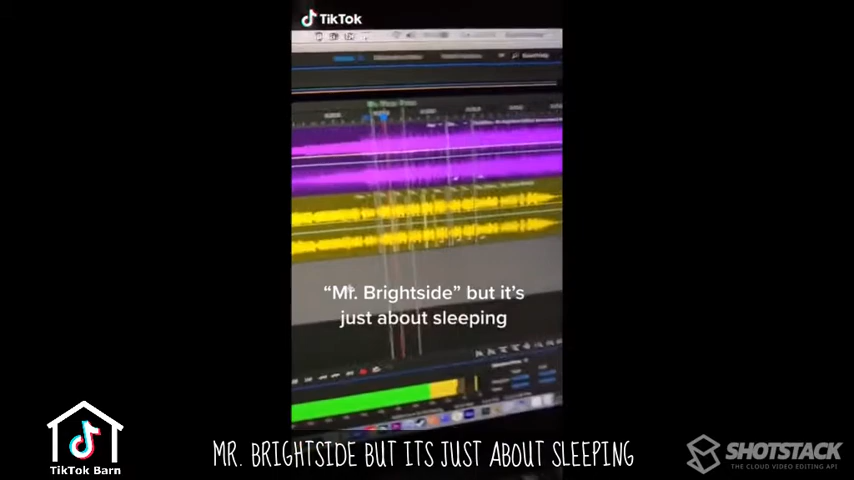 TikTok
“Mr. Brightside” but it’s
just about sleeping
TikTok Barn
MR. BRIGHTSIDE BUT ITS JUST ABOUT SLEEPING
SHOTSTACK
THE CLOUD VIDEO EDITING API